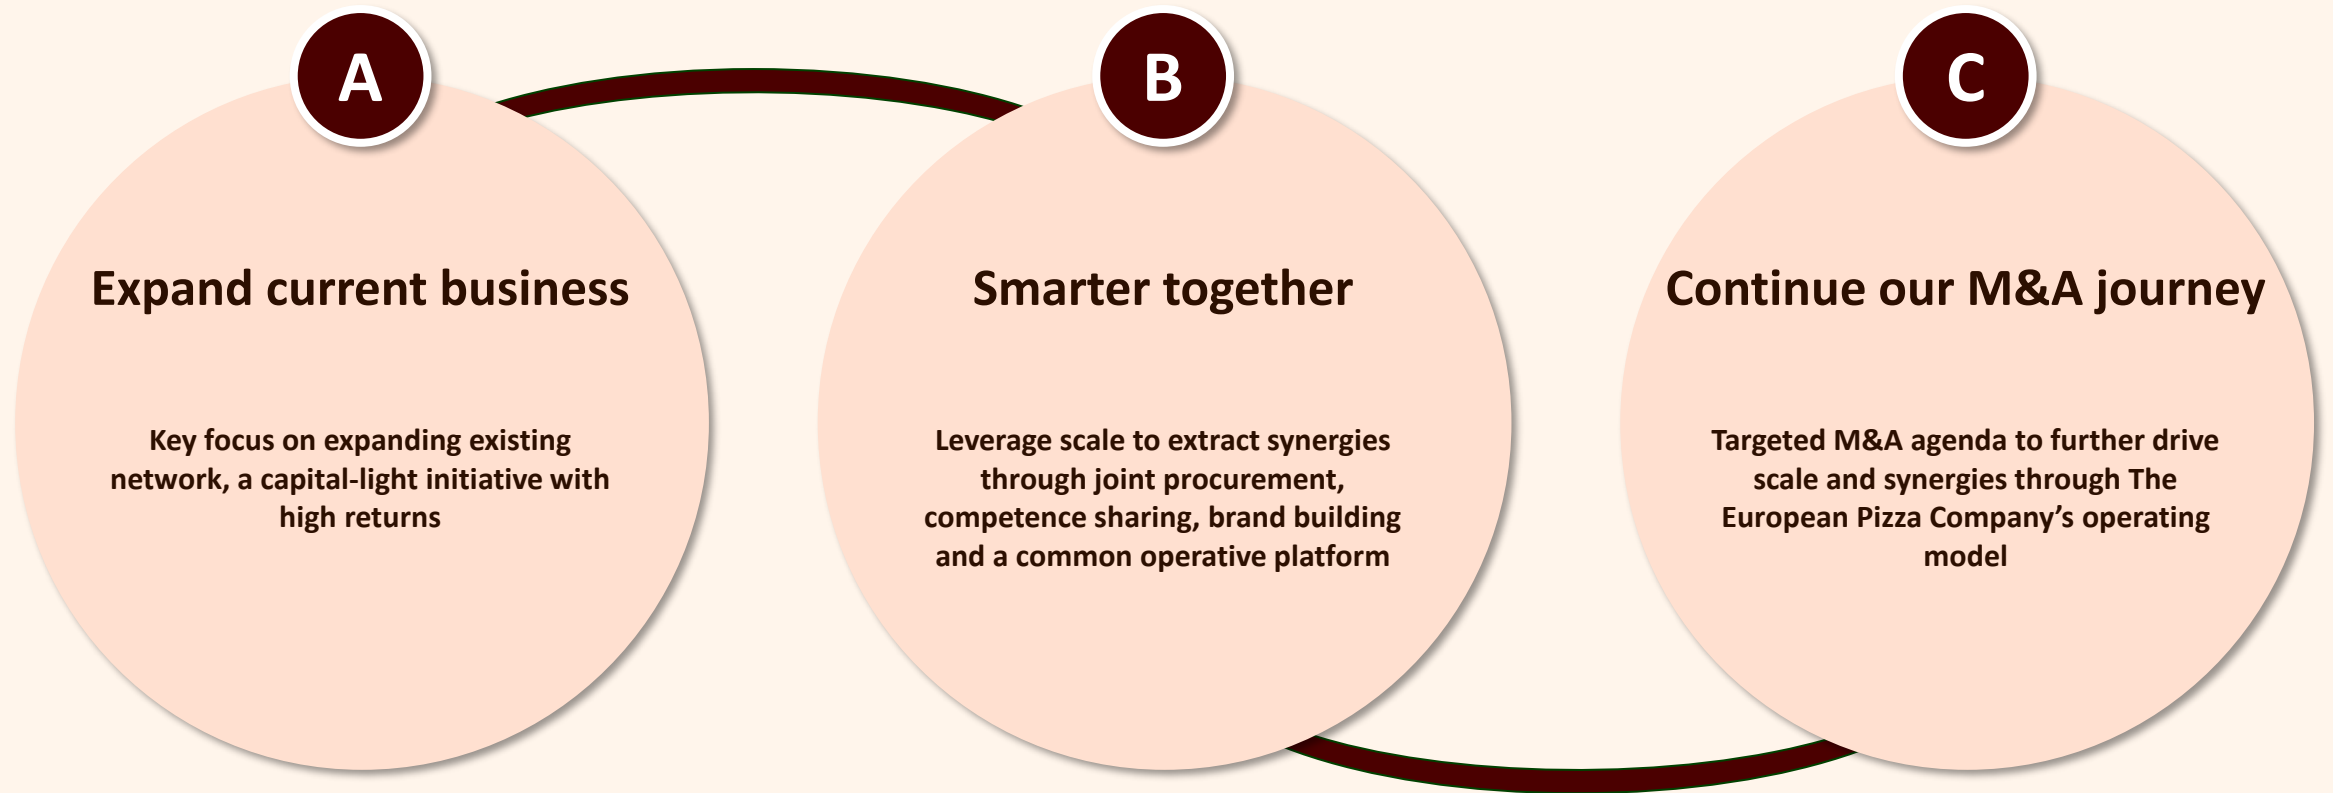 A
Expand current business
Key focus on expanding existing
network, a capital-light initiative with
high returns
B
Smarter together
Leverage scale to extract synergies
through joint procurement,
competence sharing, brand building
and a common operative platform
C
Continue our M&A journey
Targeted M&A agenda to further drive
scale and synergies through The
European Pizza Company’s operating
model